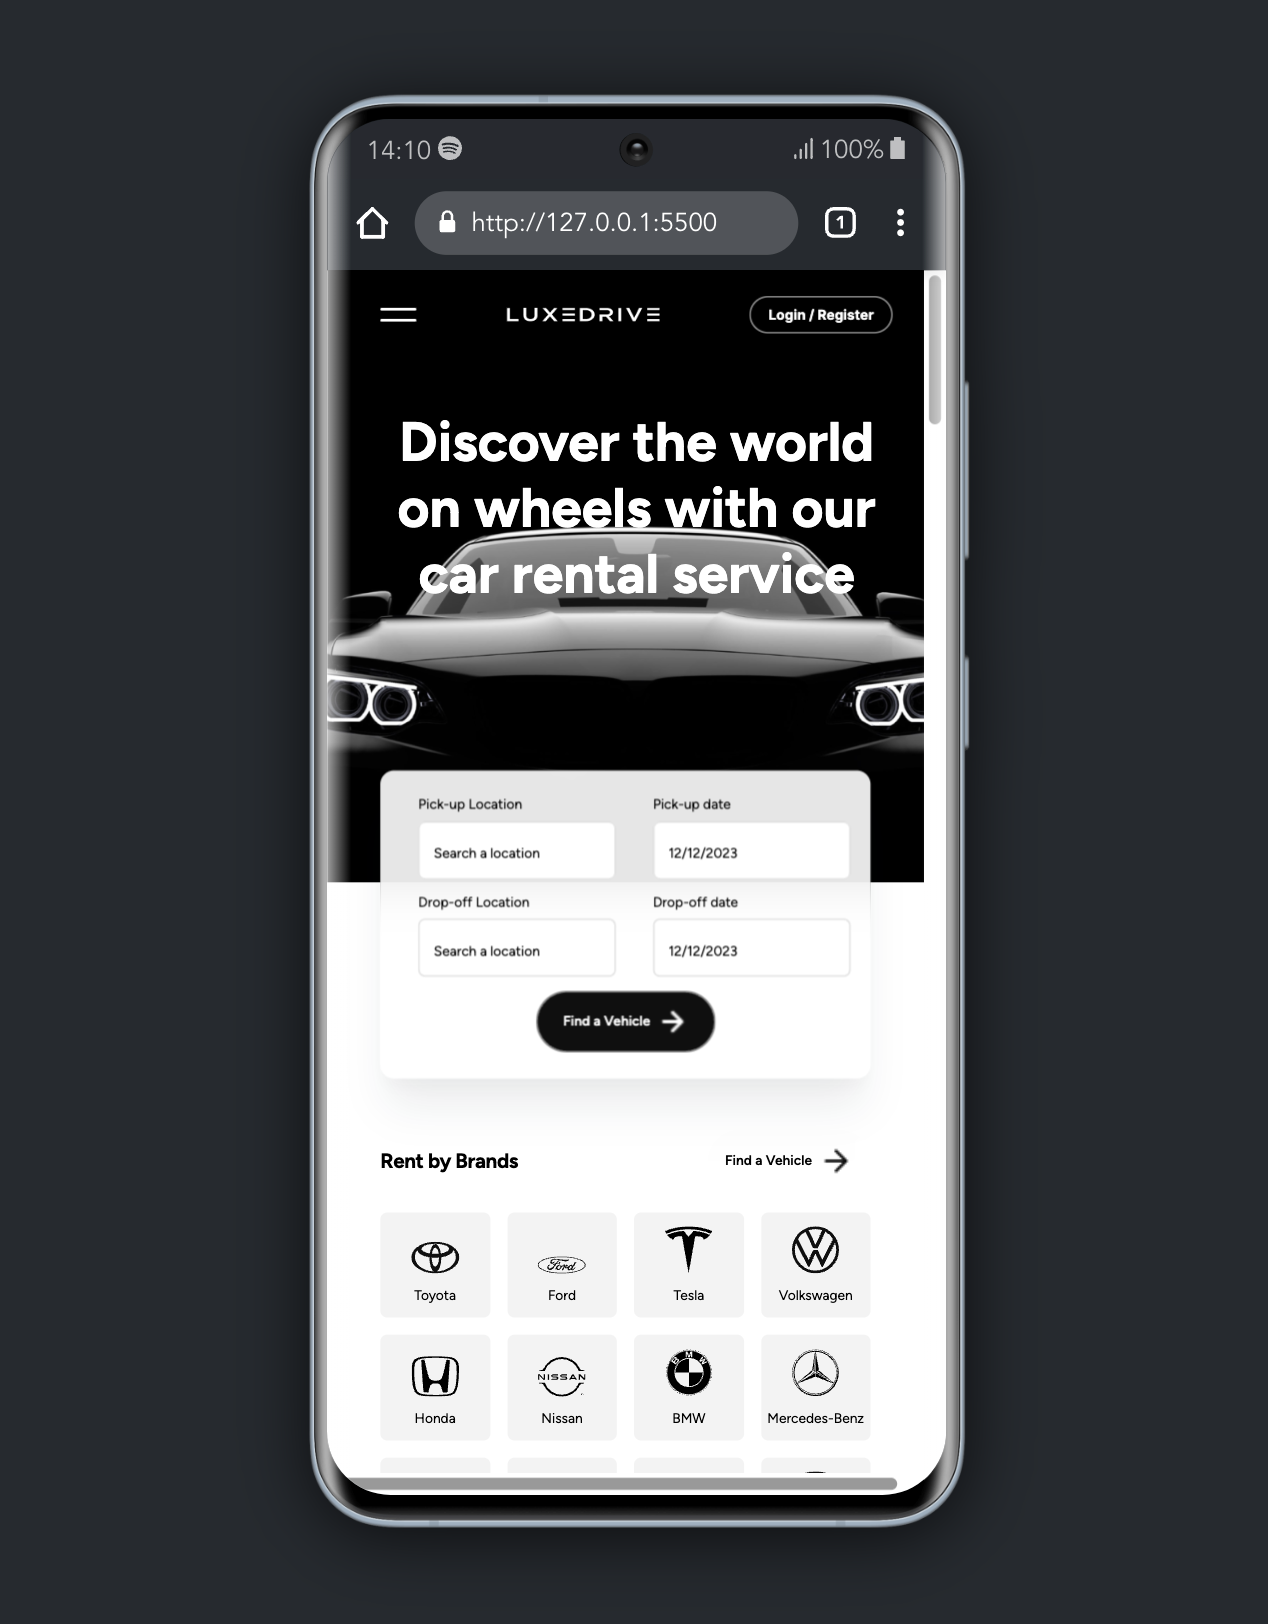 14:10
100%
http://127.0.0.1:5500
1
LUXEDRIVE
Login / Register
Discover the world
on wheels with our
car rental service
Pick-up Location
Pick-up date
Search a location
12/12/2023
Drop-off Location
Drop-off date
Search a location
12/12/2023
Find a Vehicle
Rent by Brands
Find a Vehicle
Ford
Toyota
Ford
Tesla
Volkswagen
NISSAN
BMW
Honda
Nissan
BMW
Mercedes-Benz